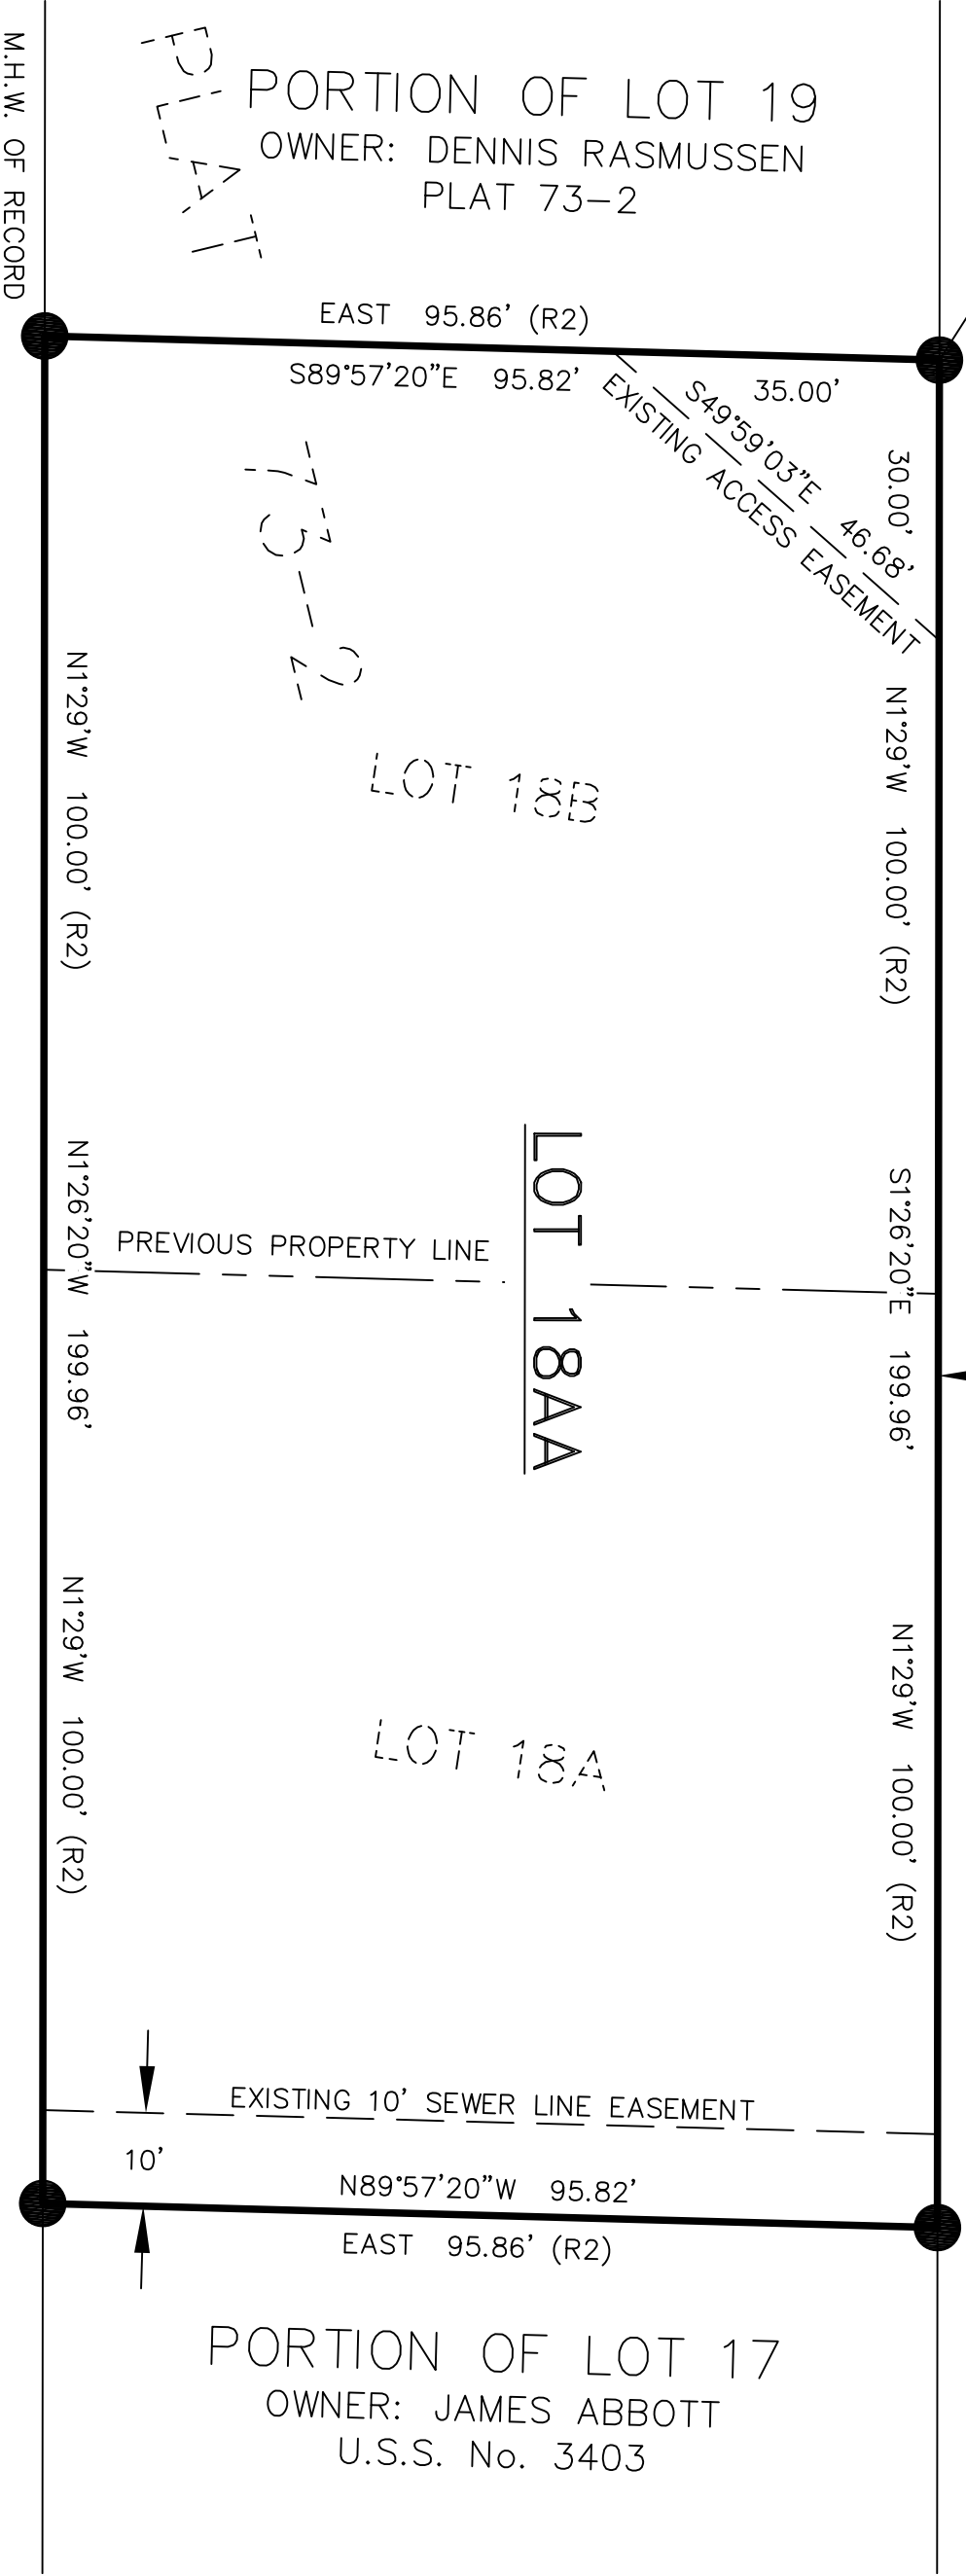 M.H.W. OF RECORD
PLAT
PORTION OF LOT 19
OWNER: DENNIS RASMUSSEN
PLAT 73-2
EAST 95.86' (R2)
S89°57'20"E 95.82'
35.00'
30.00'
S49°59'03"E 46.68'
EXISTING ACCESS EASEMENT
73-2
N1°29'W 100.00' (R2)
N1°29'W 100.00' (R2)
LOT 18B
LOT 18AA
PREVIOUS PROPERTY LINE
N1°26'20"W 199.96'
S1°26'20"E 199.96'
N1°29'W 100.00' (R2)
N1°29'W 100.00' (R2)
LOT 18A
EXISTING 10' SEWER LINE EASEMENT
10'
N89°57'20"W 95.82'
EAST 95.86' (R2)
PORTION OF LOT 17
OWNER: JAMES ABBOTT
U.S.S. No. 3403